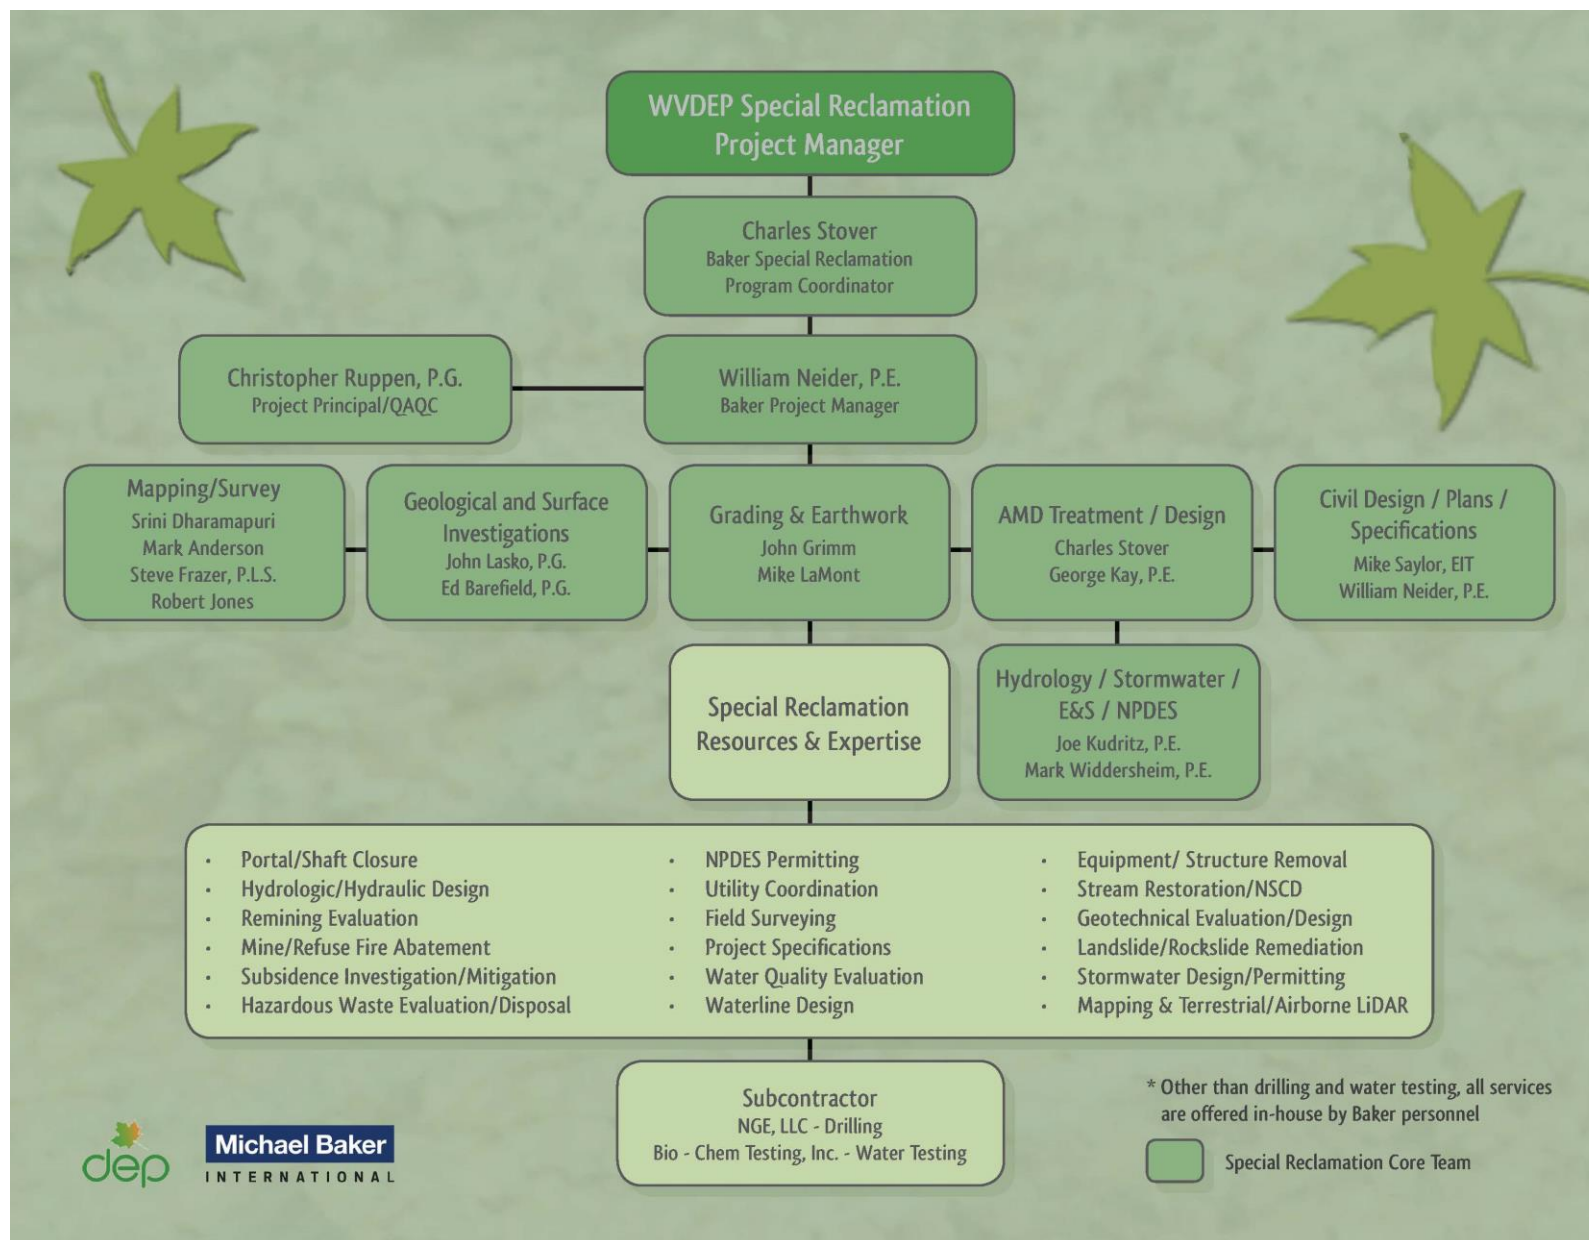 WVDEP Special Reclamation
Project Manager
Charles Stover
Baker Special Reclamation
Program Coordinator
Christopher Ruppen, P.G.
Project Principal/QAQC
William Neider, P.E.
Baker Project Manager
Mapping/Survey
Srini Dharamapuri
Mark Anderson
Steve Frazer, P.L.S.
Robert Jones
Geological and Surface
Investigations
John Lasko, P.G.
Ed Barefield, P.G.
Grading & Earthwork
John Grimm
Mike LaMont
AMD Treatment / Design
Charles Stover
George Kay, P.E.
Civil Design / Plans /
Specifications
Mike Saylor, EIT
William Neider, P.E.
Special Reclamation
Resources & Expertise
Hydrology / Stormwater /
E&S / NPDES
Joe Kudritz, P.E.
Mark Widdersheim, P.E.
· Portal/Shaft Closure
· Hydrologic/Hydraulic Design
· Remining Evaluation
· Mine/Refuse Fire Abatement
· Subsidence Investigation/Mitigation
· Hazardous Waste Evaluation/Disposal
· NPDES Permitting
· Utility Coordination
· Field Surveying
· Project Specifications
· Water Quality Evaluation
· Waterline Design
· Equipment/ Structure Removal
· Stream Restoration/NSCD
· Geotechnical Evaluation/Design
· Landslide/Rockslide Remediation
· Stormwater Design/Permitting
· Mapping & Terrestrial/Airborne LiDAR
Subcontractor
NGE, LLC - Drilling
Bio - Chem Testing, Inc. - Water Testing
* Other than drilling and water testing, all services
are offered in-house by Baker personnel
Special Reclamation Core Team
dep
Michael Baker
INTERNATIONAL